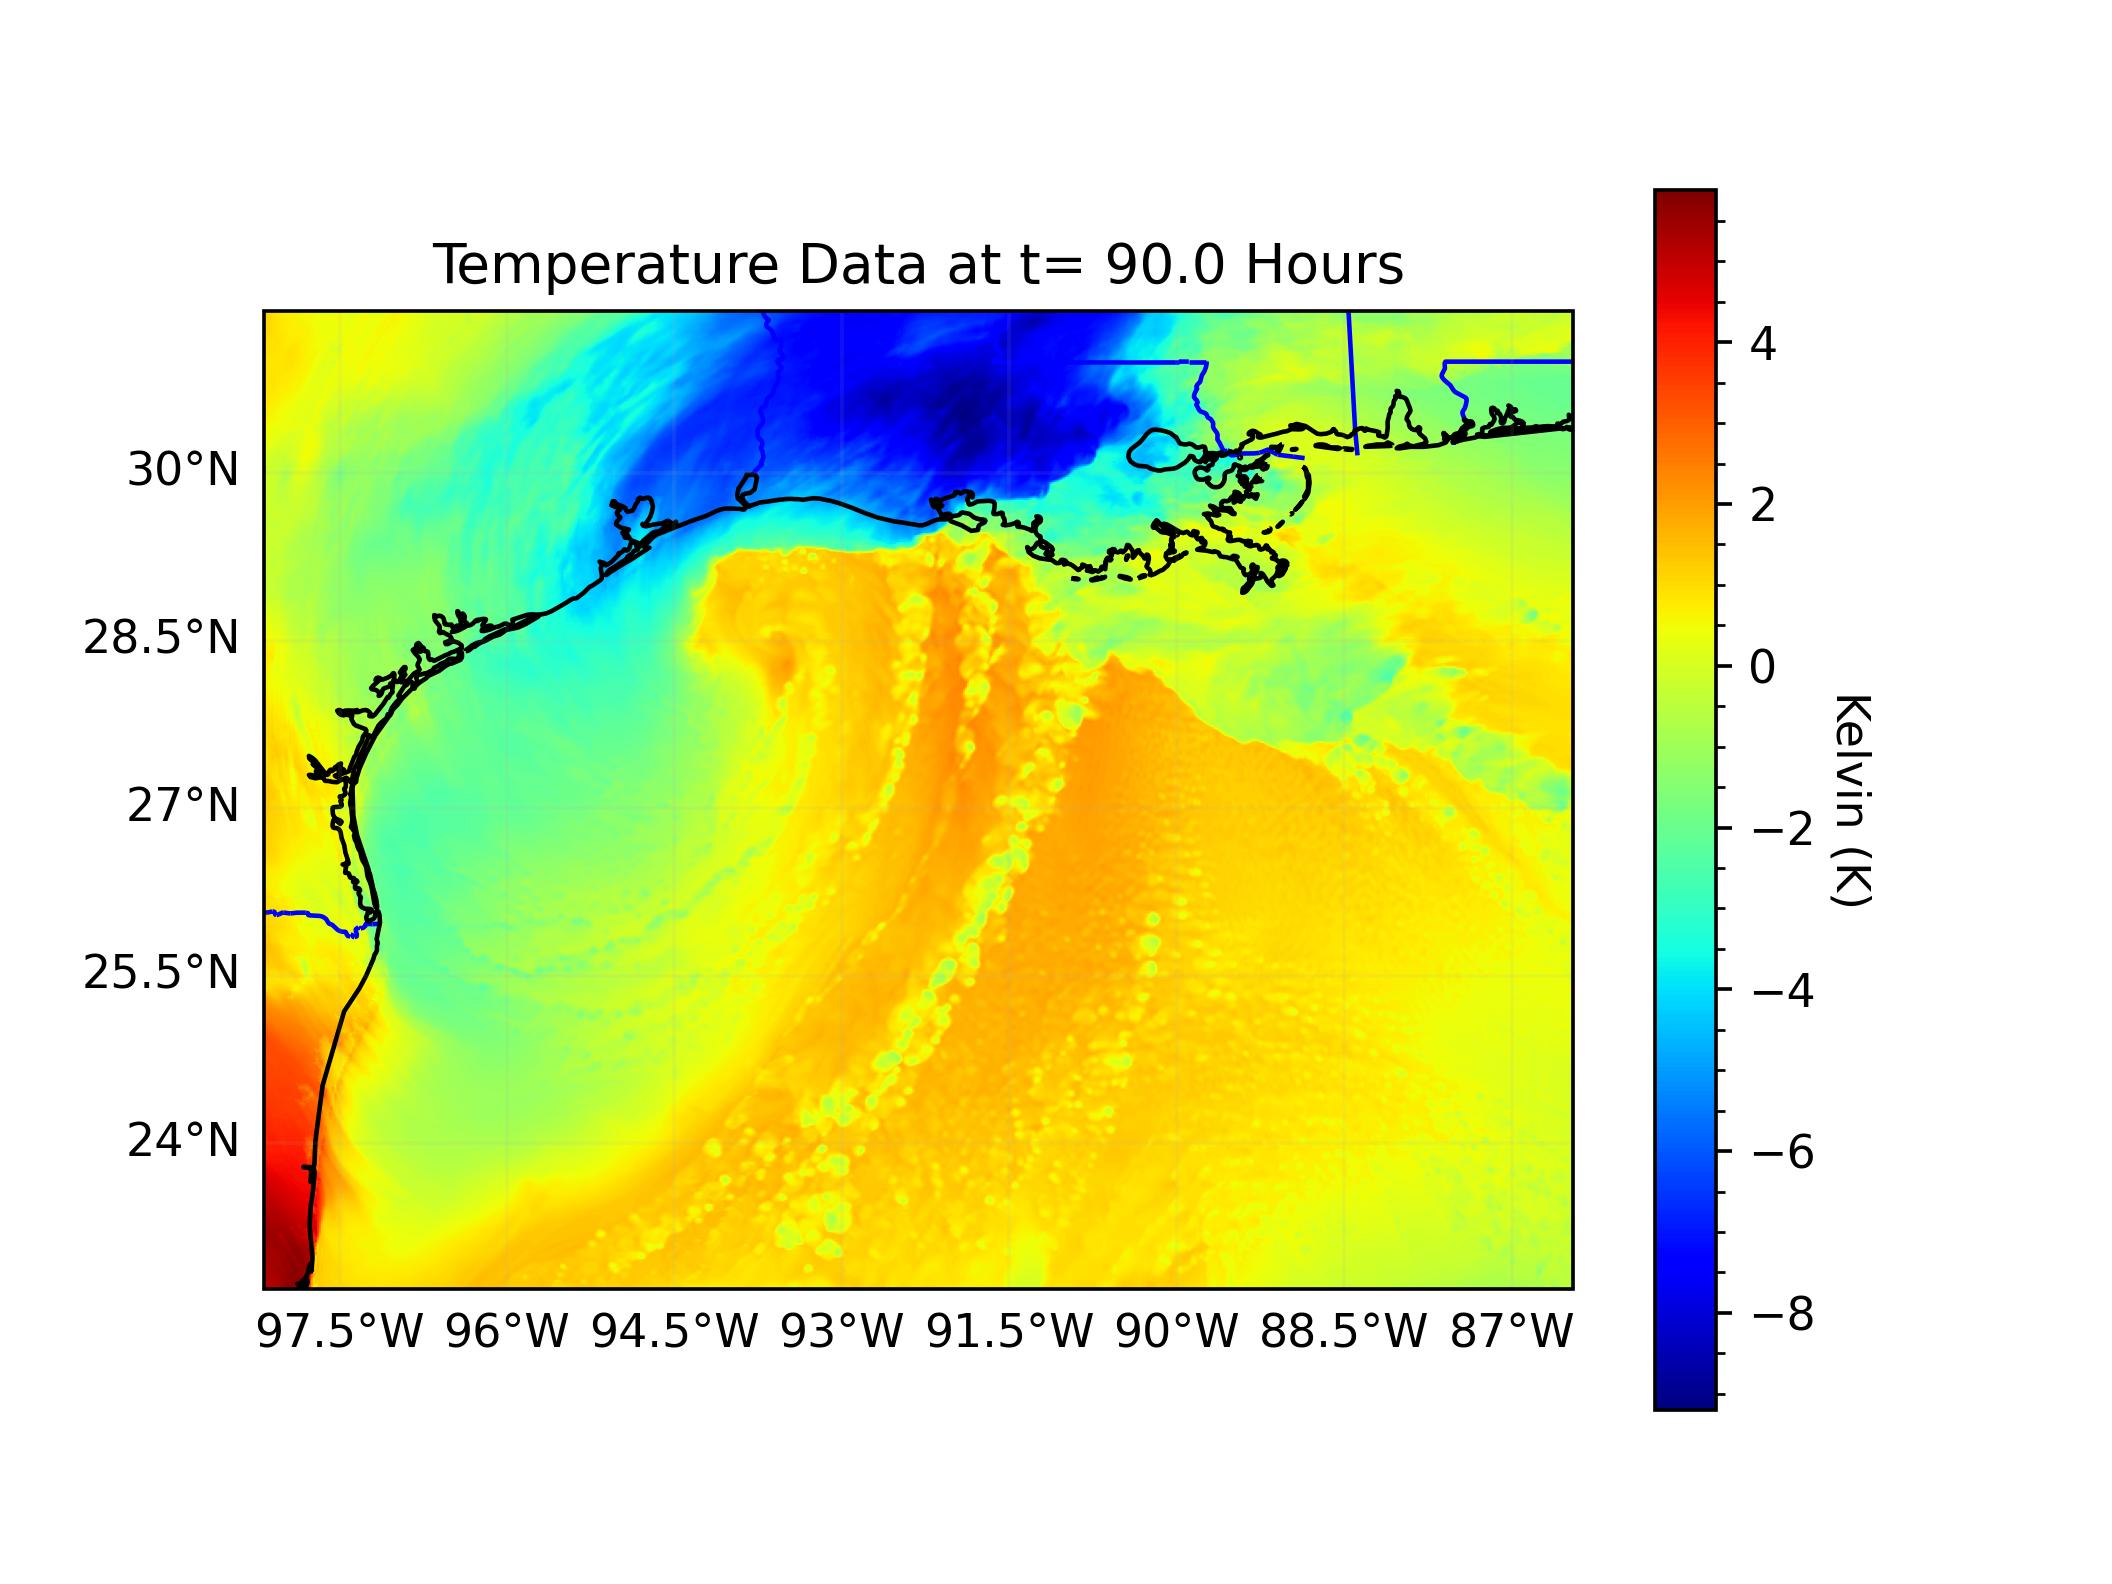 Temperature Data at t= 90.0 Hours
30°N
28.5°N
27°N
25.5°N
24°N
97.5°W 96°W 94.5°W 93°W 91.5°W 90°W 88.5°W 87°W
4
2
0
−2
−4
−6
−8
Kelvin (K)